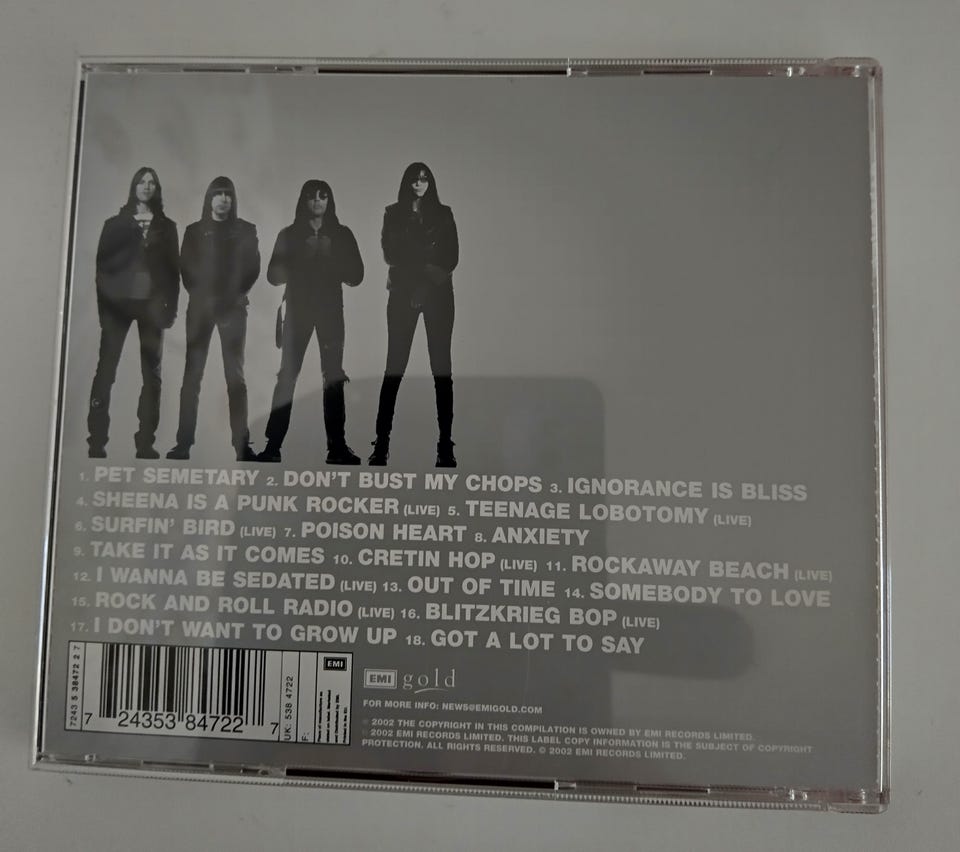 1. PET SEMETARY 2. DON'T BUST MY CHOPS 3. IGNORANCE IS BLISS
4. SHEENA IS A PUNK ROCKER (LIVE) 5. TEENAGE LOBOTOMY (LIVE)
6. SURFIN' BIRD (LIVE) 7. POISON HEART 8. ANXIETY
9. TAKE IT AS IT COMES 10. CRETIN HOP (LIVE) 11. ROCKAWAY BEACH (LIVE)
12. I WANNA BE SEDATED (LIVE) 13. OUT OF TIME 14. SOMEBODY TO LOVE
15. ROCK AND ROLL RADIO (LIVE) 16. BLITZKRIEG BOP (LIVE)
17. I DON'T WANT TO GROW UP 18. GOT A LOT TO SAY
7243 5 38472 2 7
7 24353 84722 7
UK: 538 4722
F:
EMI
EMI gold
FOR MORE INFO: NEWS@EMIGOLD.COM
2002 THE COPYRIGHT IN THIS COMPILATION IS OWNED BY EMI RECORDS LIMITED.
2002 EMI RECORDS LIMITED. THIS LABEL COPY INFORMATION IS THE SUBJECT OF COPYRIGHT
PROTECTION. ALL RIGHTS RESERVED. © 2002 EMI RECORDS LIMITED.